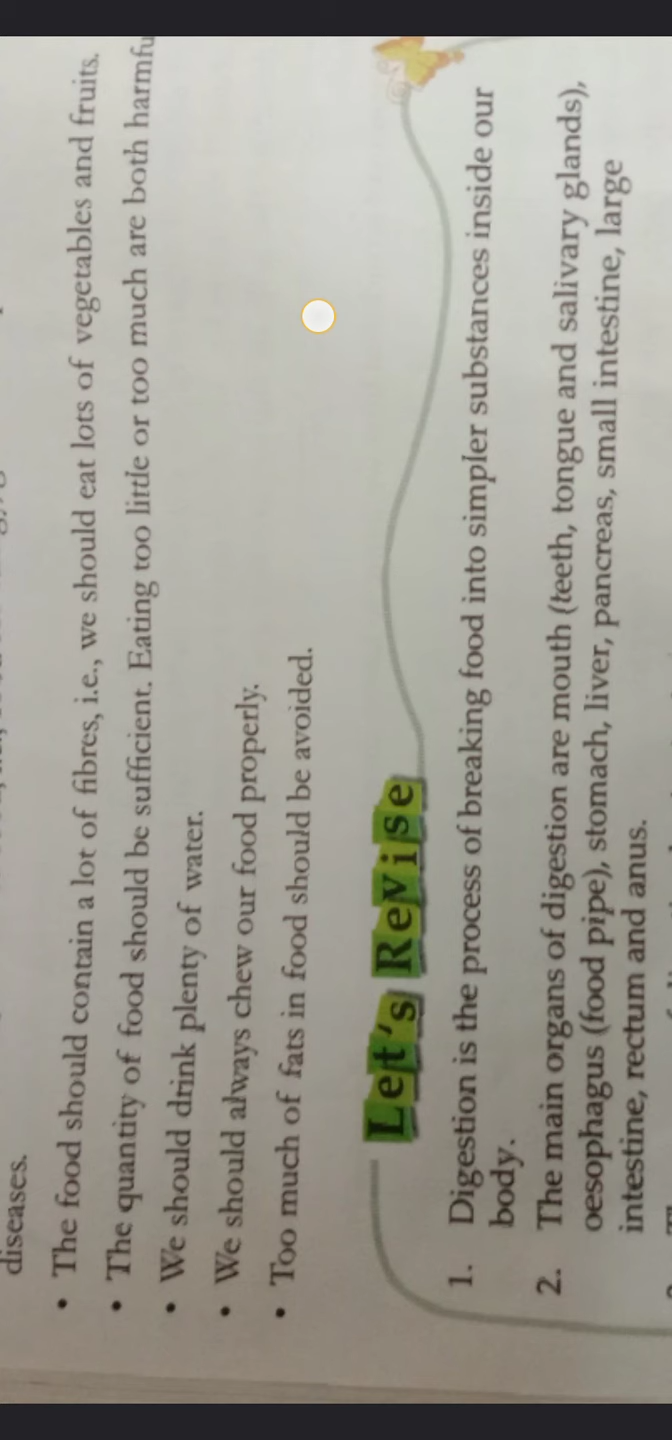 diseases.
• The food should contain a lot of fibres, i.e., we should eat lots of vegetables and fruits.
• The quantity of food should be sufficient. Eating too little or too much are both harmfu
• We should drink plenty of water.
• We should always chew our food properly.
• Too much of fats in food should be avoided.
Let's Revise
1. Digestion is the process of breaking food into simpler substances inside our
body.
2. The main organs of digestion are mouth (teeth, tongue and salivary glands),
oesophagus (food pipe), stomach, liver, pancreas, small intestine, large
intestine, rectum and anus.